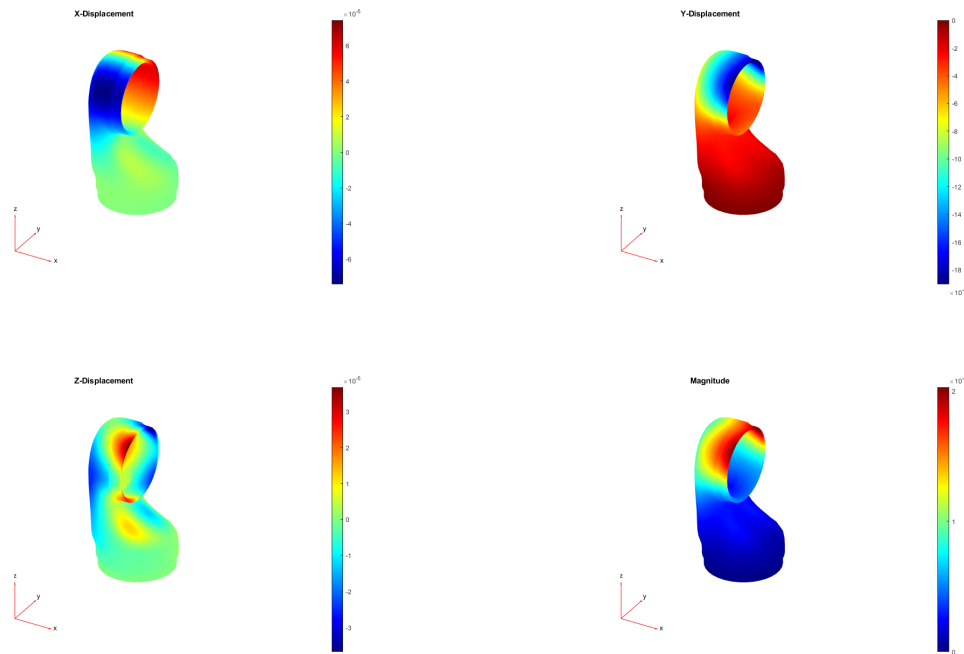 X-Displacement
×10^-5
6
4
2
0
-2
-4
-6
z
y
x
Y-Displacement
0
-2
-4
-6
-8
-10
-12
-14
-16
-18
z
y
x
Z-Displacement
×10^-5
3
2
1
0
-1
-2
-3
z
y
x
Magnitude
2
1
0
z
y
x